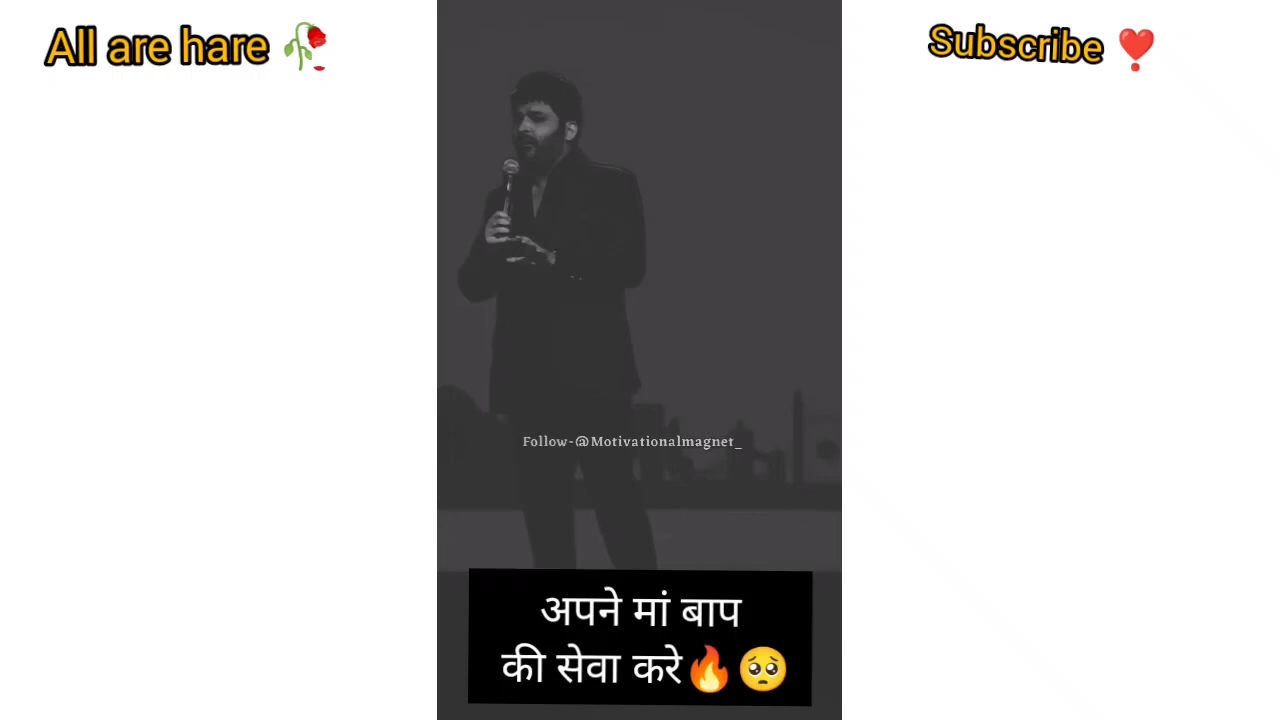 All are hare 🥀
Subscribe ❣️
Follow-@Motivationalmagnet_
अपने मां बाप
की सेवा करे🔥🥺